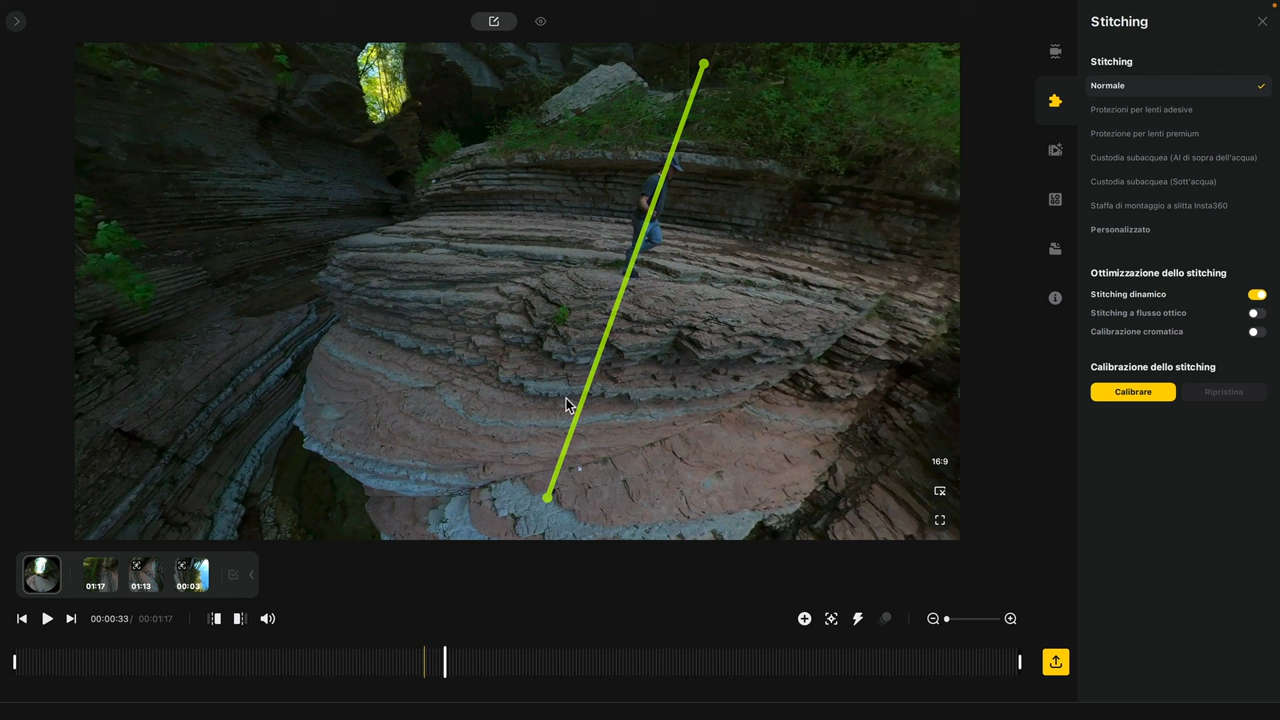 Stitching
Stitching
Normale
Protezioni per lenti adesive
Protezione per lenti premium
Custodia subacquea (Al di sopra dell'acqua)
Custodia subacquea (Sott'acqua)
Staffa di montaggio a slitta Insta360
Personalizzato
Ottimizzazione dello stitching
Stitching dinamico
Stitching a flusso ottico
Calibrazione cromatica
Calibrazione dello stitching
Calibrare
Ripristina
16:9
01:17
01:13
00:03
00:00:33/ 00:01:17